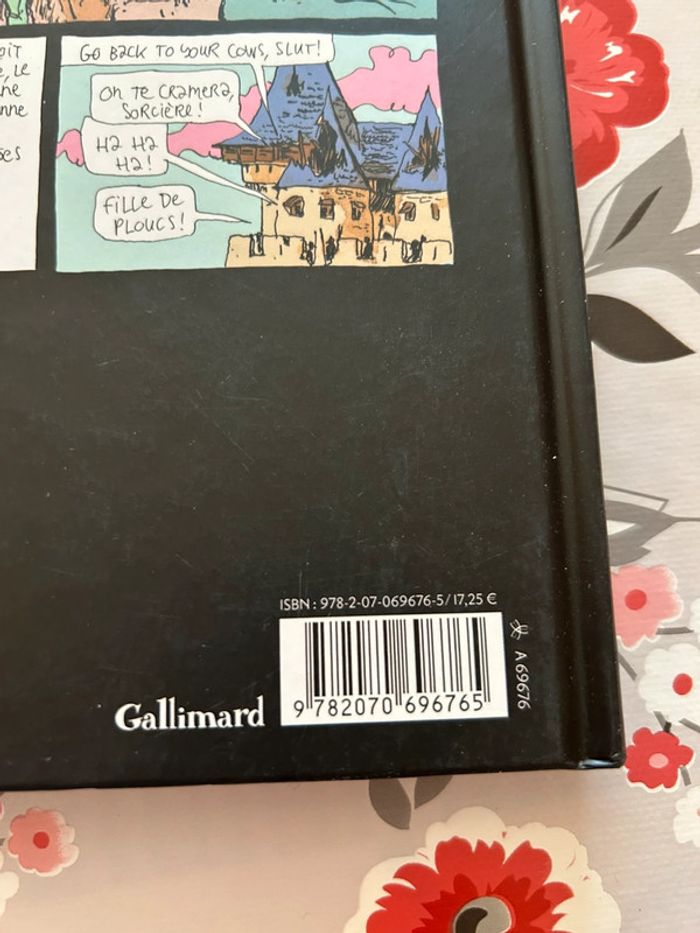 GO BACK TO YOUR COWS, SLUT!
ON TE CRAMERA,
SORCIÈRE!
HA HA
HA!
FILLE DE
PLOUCS!
ISBN : 978-2-07-069676-5/17,25 €
A 69676
9 782070 696765
Gallimard